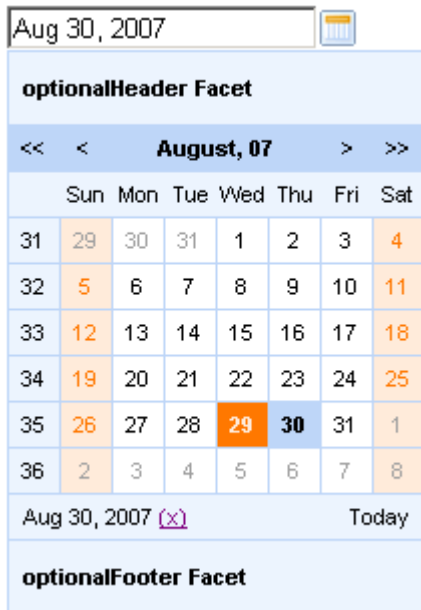 Aug 30, 2007
optionalHeader Facet
<< < August, 07 > >>
Sun Mon Tue Wed Thu Fri Sat
31 29 30 31 1 2 3 4
32 5 6 7 8 9 10 11
33 12 13 14 15 16 17 18
34 19 20 21 22 23 24 25
35 26 27 28 29 30 31 1
36 2 3 4 5 6 7 8
Aug 30, 2007 (x) Today
optionalFooter Facet